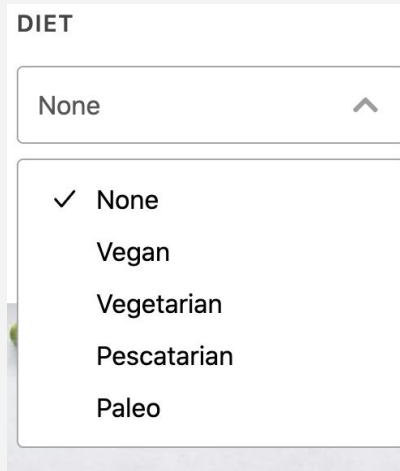 DIET
None
None
Vegan
Vegetarian
Pescatarian
Paleo